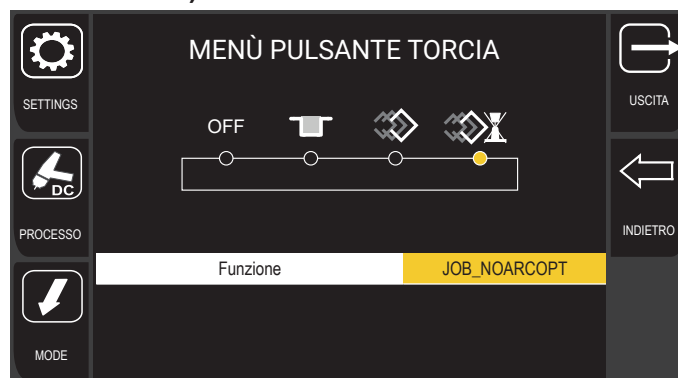 MENÙ PULSANTE TORCIA
SETTINGS
USCITA
OFF
DC
PROCESSO
INDIETRO
Funzione JOB_NOARCOPT
MODE